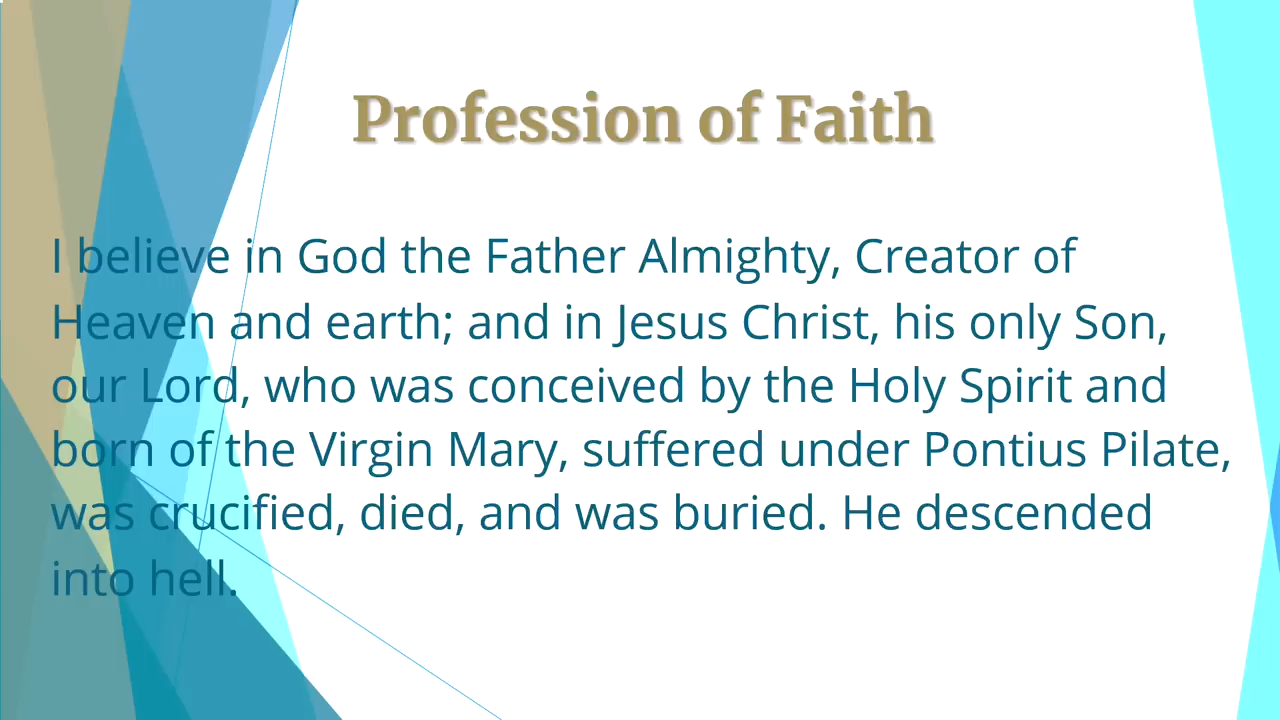 Profession of Faith
I believe in God the Father Almighty, Creator of
Heaven and earth; and in Jesus Christ, his only Son,
our Lord, who was conceived by the Holy Spirit and
born of the Virgin Mary, suffered under Pontius Pilate,
was crucified, died, and was buried. He descended
into hell.